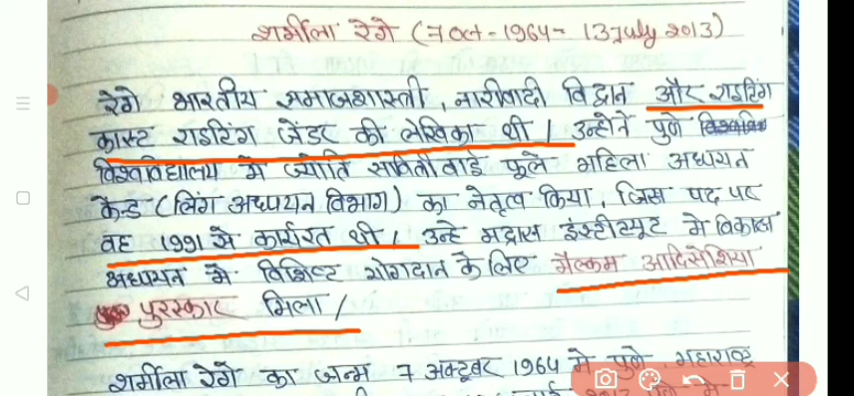 शर्मीला रेगे (7 oct - 1964 - 13 July 2013)
रेगे भारतीय समाजशास्त्री, नारीवादी विद्वान और राइटिंग
कास्ट राइटिंग जेंडर की लेखिका थी। उन्होने पुणे
विश्वविद्यालय मे ज्योति सावित्रीबाई फुले महिला अध्ययन
केन्द्र (लिंग अध्ययन विभाग) का नेतृत्व किया, जिस पद पर
वह 1991 से कार्यरत थी। उन्हे मद्रास इंस्टीट्यूट मे विकास
अध्ययन मे विशिष्ट योगदान के लिए मैल्कम आदिसेशिया
पुरस्कार मिला।
शर्मीला रेगे का जन्म 7 अक्टूबर 1964 मे पुणे, महाराष्ट्र